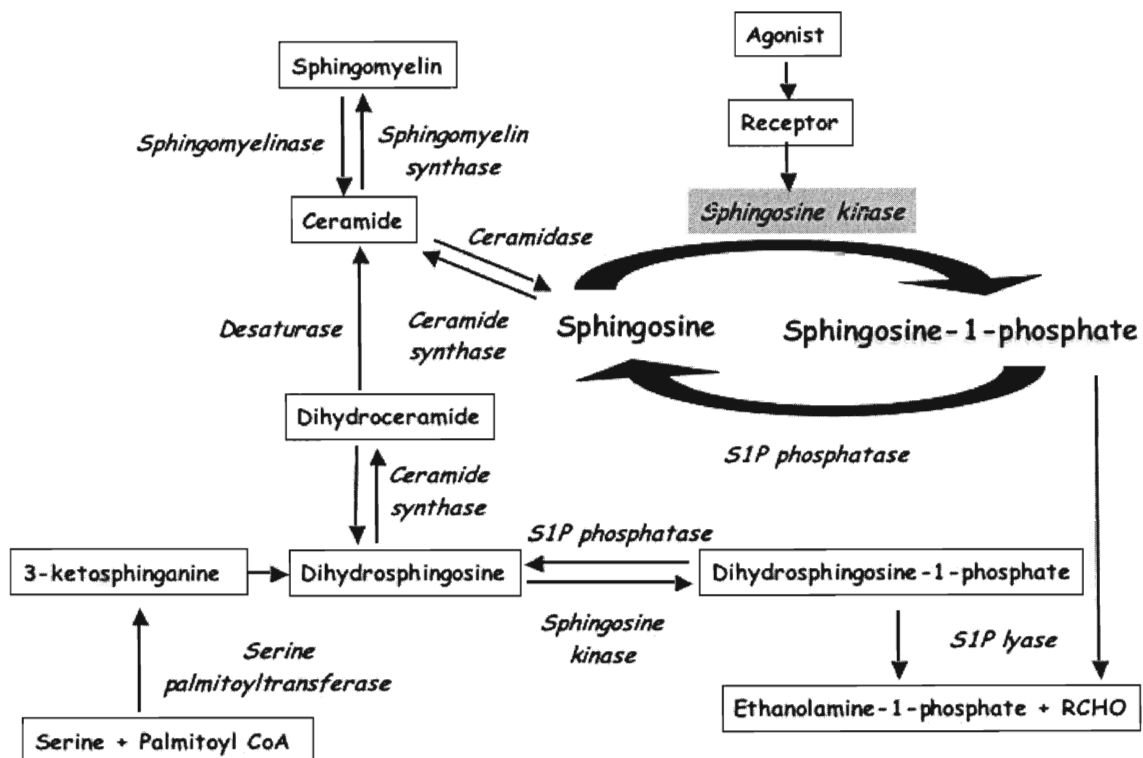 Agonist
Sphingomyelin
Receptor
Sphingomyelinase
Sphingomyelin
synthase
Sphingosine kinase
Ceramide
Ceramidase
Desaturase
Ceramide
synthase
Sphingosine
Sphingosine-1-phosphate
Dihydroceramide
S1P phosphatase
Ceramide
synthase
S1P phosphatase
3-ketosphinganine
Dihydrosphingosine
Dihydrosphingosine-1-phosphate
Sphingosine
kinase
Serine
palmitoyltransferase
S1P lyase
Serine + Palmitoyl CoA
Ethanolamine-1-phosphate + RCHO